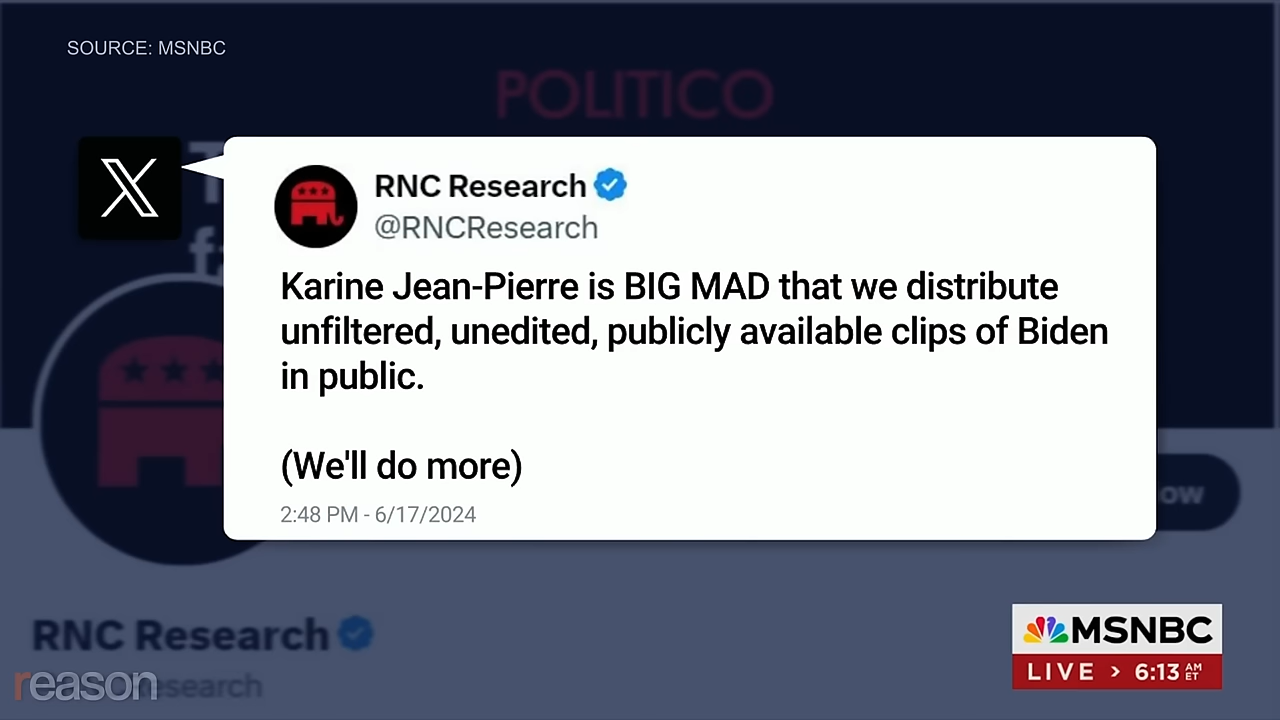 SOURCE: MSNBC
POLITICO
RNC Research
@RNCResearch
Karine Jean-Pierre is BIG MAD that we distribute
unfiltered, unedited, publicly available clips of Biden
in public.
(We'll do more)
2:48 PM - 6/17/2024
RNC Research
reason
esearch
MSNBC
LIVE > 6:13 AM ET